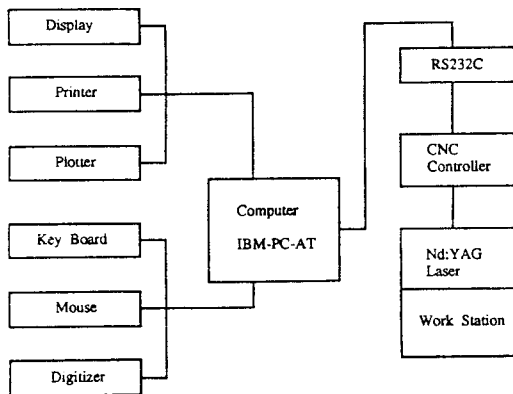 Display
Printer
Plotter
Key Board
Mouse
Digitizer
Computer
IBM-PC-AT
RS232C
CNC
Controller
Nd:YAG
Laser
Work Station